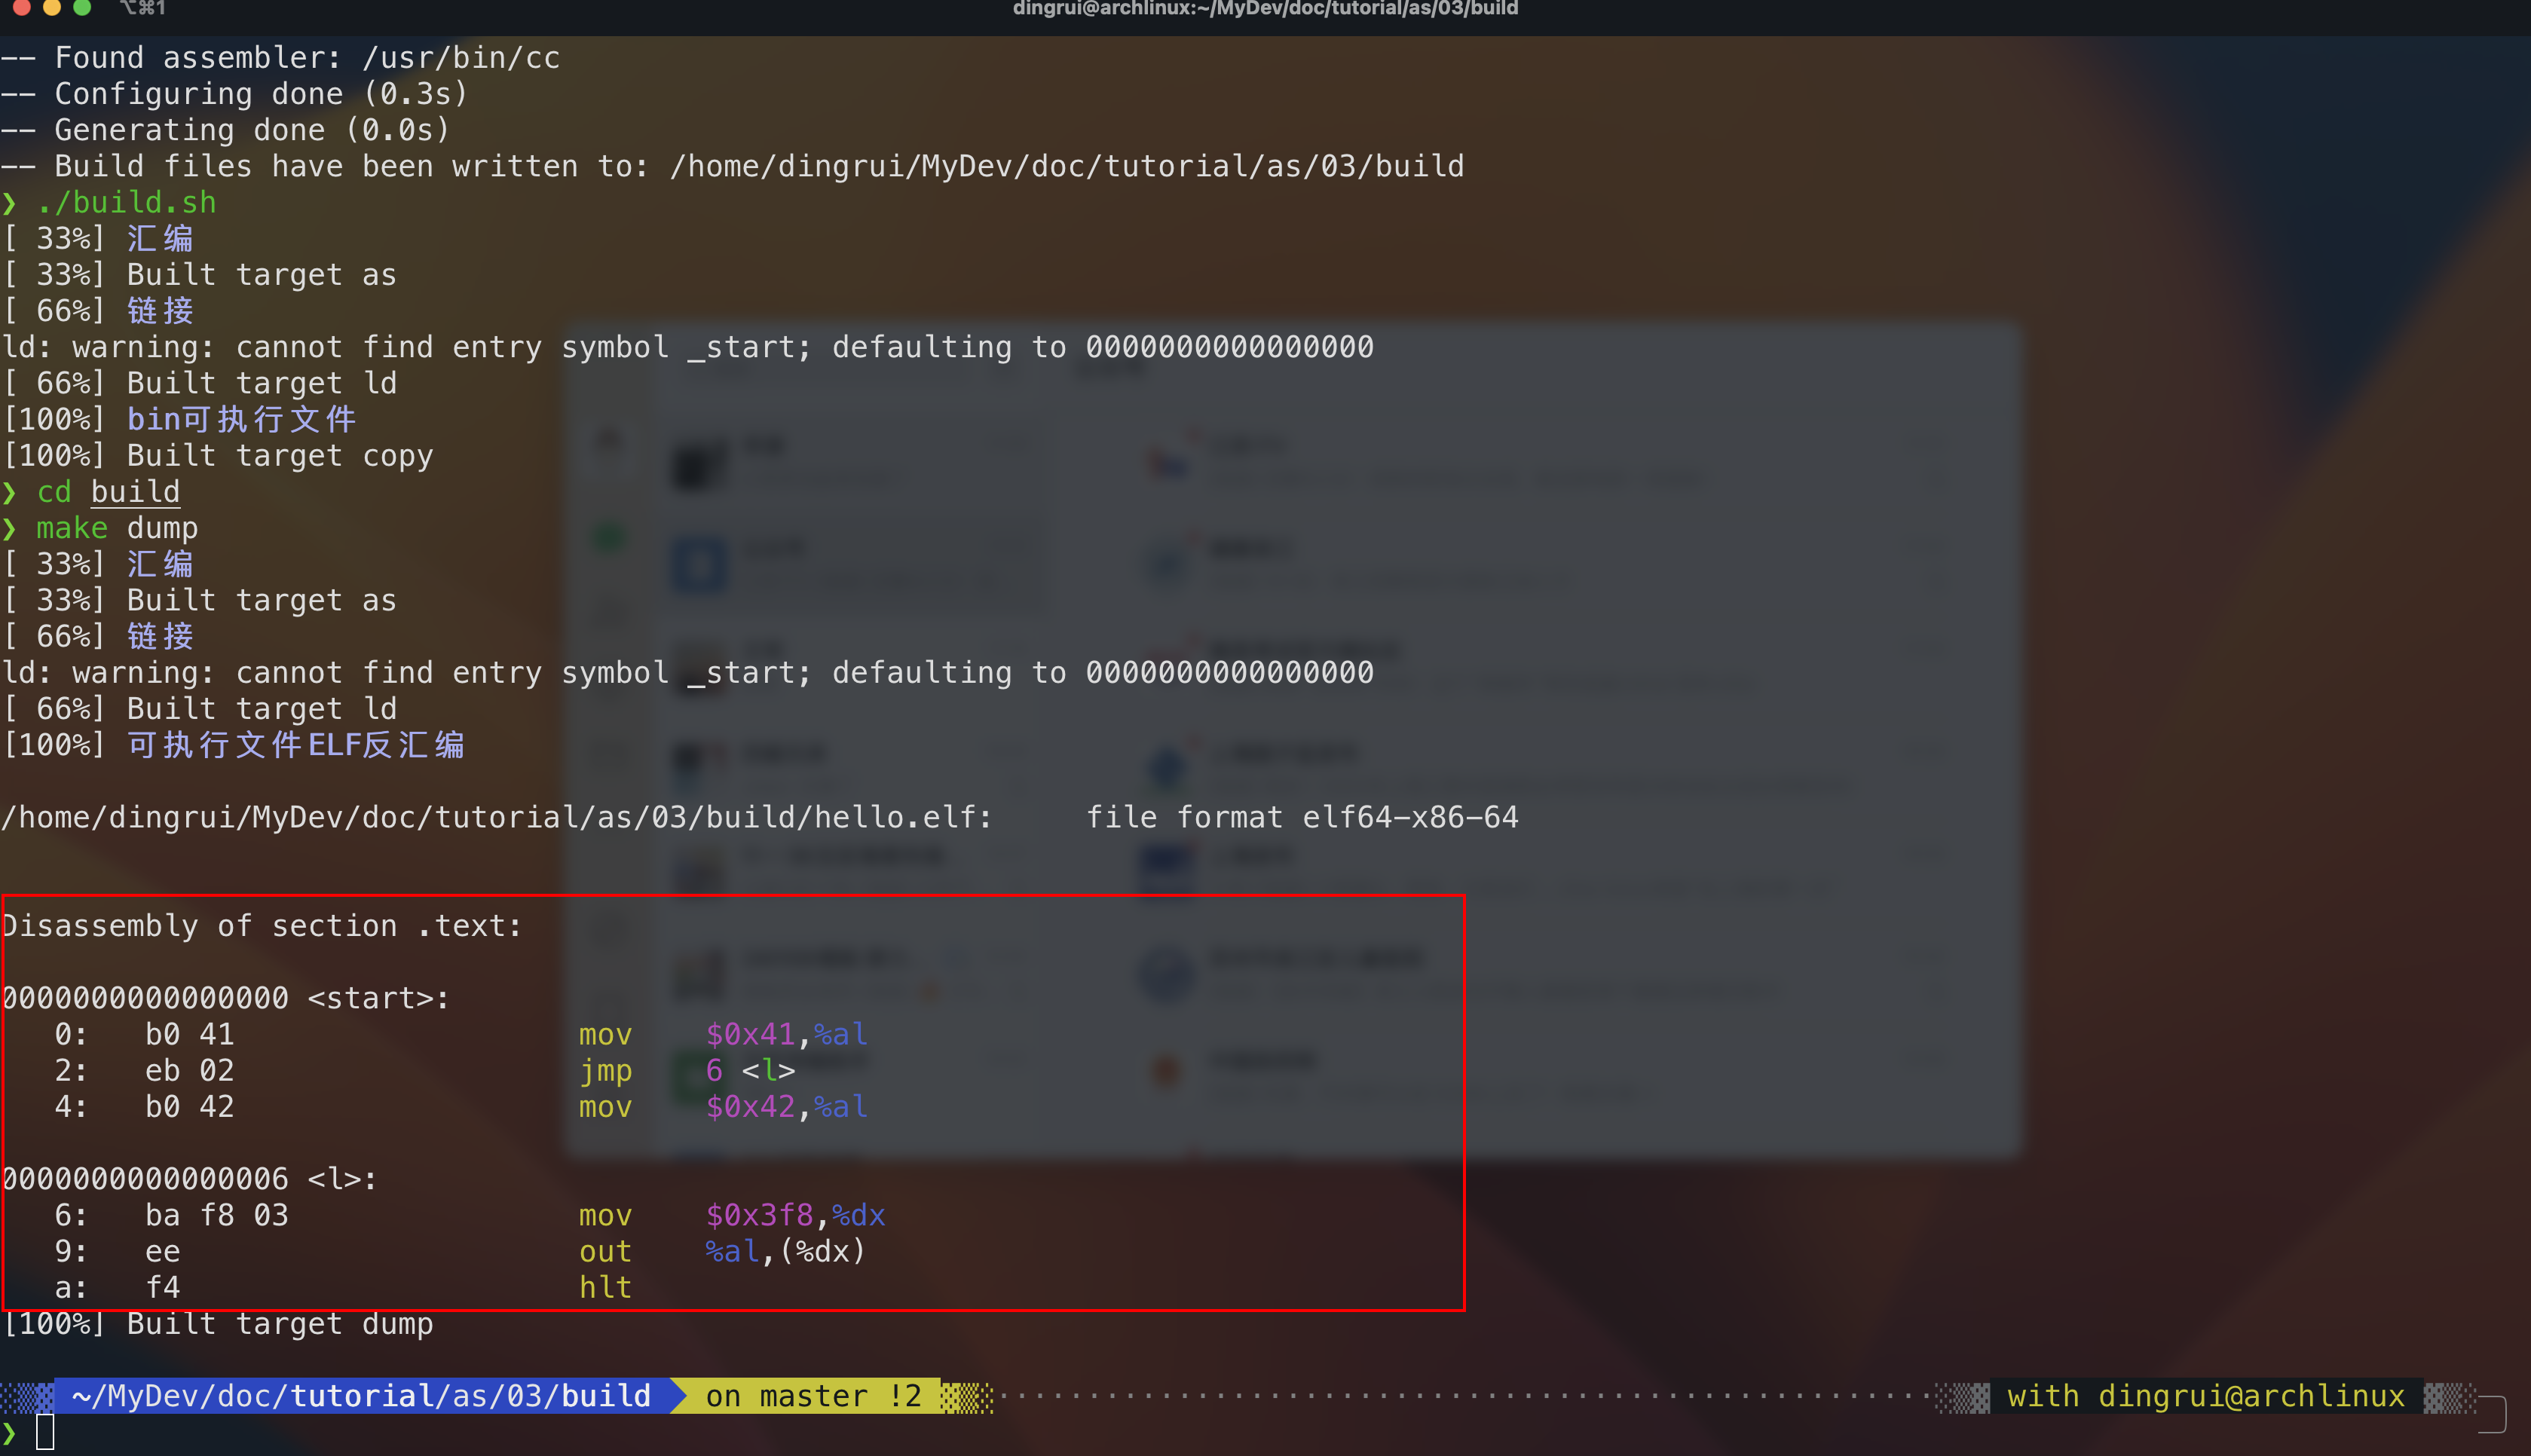 ⌥⌘1 dingrui@archlinux:~/MyDev/doc/tutorial/as/03/build
-- Found assembler: /usr/bin/cc
-- Configuring done (0.3s)
-- Generating done (0.0s)
-- Build files have been written to: /home/dingrui/MyDev/doc/tutorial/as/03/build
❯ ./build.sh
[ 33%] 汇编
[ 33%] Built target as
[ 66%] 链接
ld: warning: cannot find entry symbol _start; defaulting to 0000000000000000
[ 66%] Built target ld
[100%] bin可执行文件
[100%] Built target copy
❯ cd build
❯ make dump
[ 33%] 汇编
[ 33%] Built target as
[ 66%] 链接
ld: warning: cannot find entry symbol _start; defaulting to 0000000000000000
[ 66%] Built target ld
[100%] 可执行文件ELF反汇编
/home/dingrui/MyDev/doc/tutorial/as/03/build/hello.elf:     file format elf64-x86-64
Disassembly of section .text:
0000000000000000 <start>:
   0:   b0 41                   mov    $0x41,%al
   2:   eb 02                   jmp    6 <l>
   4:   b0 42                   mov    $0x42,%al
0000000000000006 <l>:
   6:   ba f8 03                mov    $0x3f8,%dx
   9:   ee                      out    %al,(%dx)
   a:   f4                      hlt
[100%] Built target dump
~/MyDev/doc/tutorial/as/03/build on master !2 with dingrui@archlinux
❯